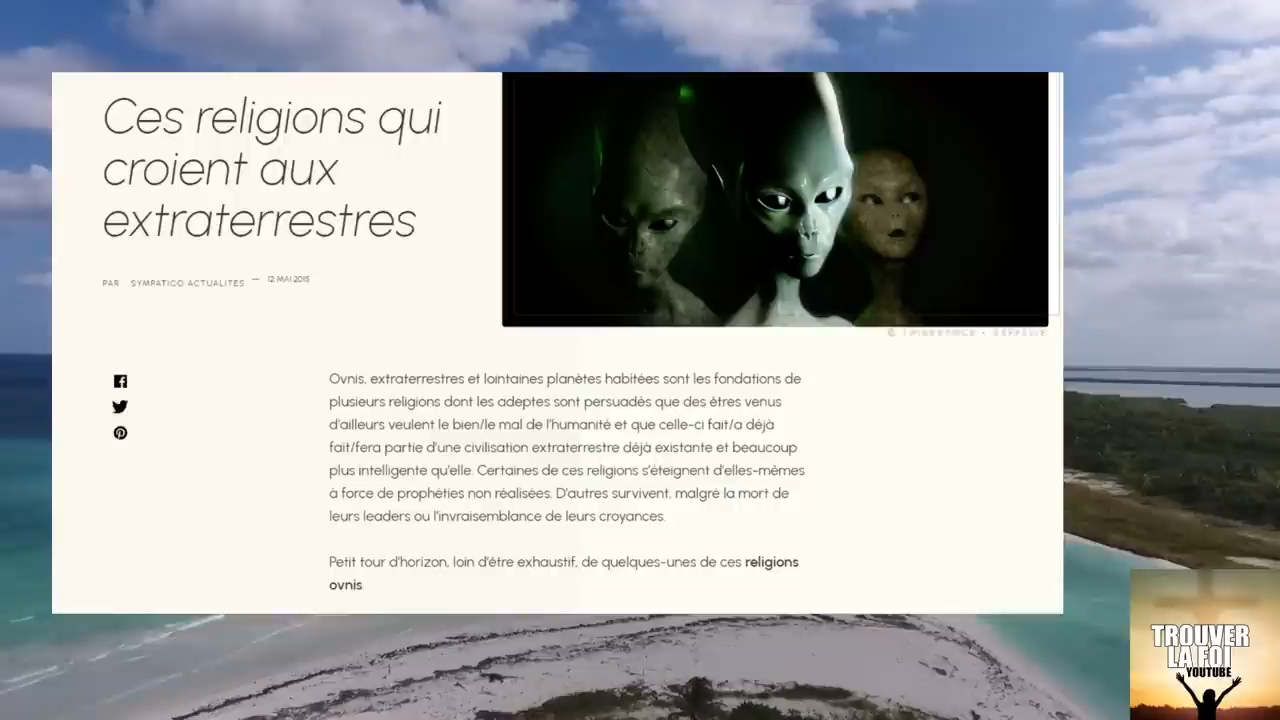 Ces religions qui
croient aux
extraterrestres
PAR SYMPATICO ACTUALITES — 12 MAI 2015
Ovnis, extraterrestres et lointaines planètes habitées sont les fondations de
plusieurs religions dont les adeptes sont persuadés que des êtres venus
d'ailleurs veulent le bien/le mal de l'humanité et que celle-ci fait/a déjà
fait/fera partie d'une civilisation extraterrestre déjà existante et beaucoup
plus intelligente qu'elle. Certaines de ces religions s'éteignent d'elles-mêmes
à force de prophéties non réalisées. D'autres survivent, malgré la mort de
leurs leaders ou l'invraisemblance de leurs croyances.
Petit tour d'horizon, loin d'être exhaustif, de quelques-unes de ces religions
ovnis.
TROUVER
LA FOI
YOUTUBE